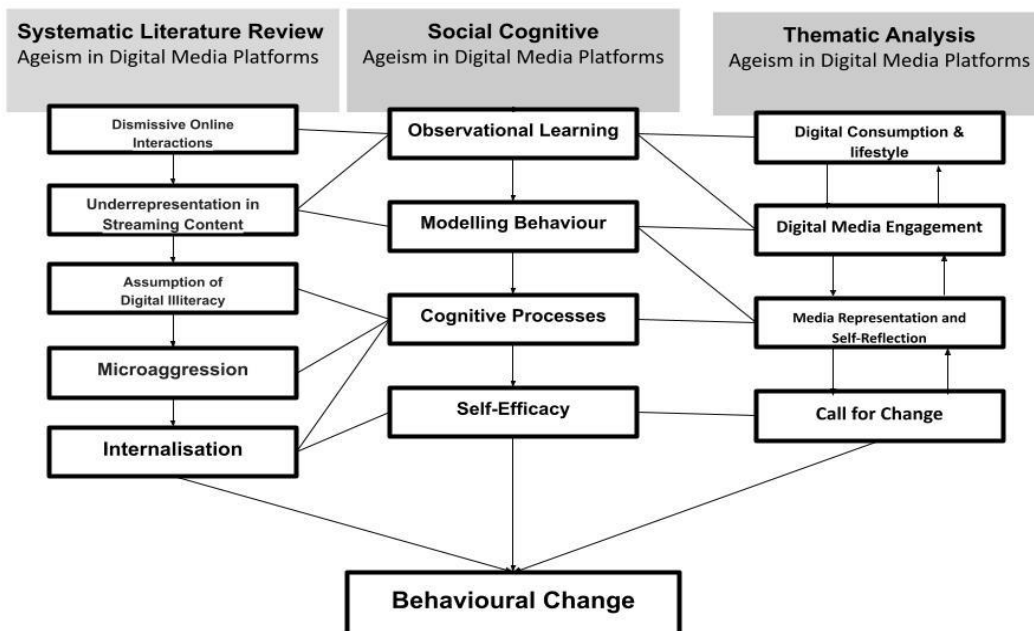 Systematic Literature Review
Ageism in Digital Media Platforms
Dismissive Online
Interactions
Underrepresentation in
Streaming Content
Assumption of
Digital Illiteracy
Microaggression
Internalisation
Social Cognitive
Ageism in Digital Media Platforms
Observational Learning
Modelling Behaviour
Cognitive Processes
Self-Efficacy
Thematic Analysis
Ageism in Digital Media Platforms
Digital Consumption &
lifestyle
Digital Media Engagement
Media Representation and
Self-Reflection
Call for Change
Behavioural Change